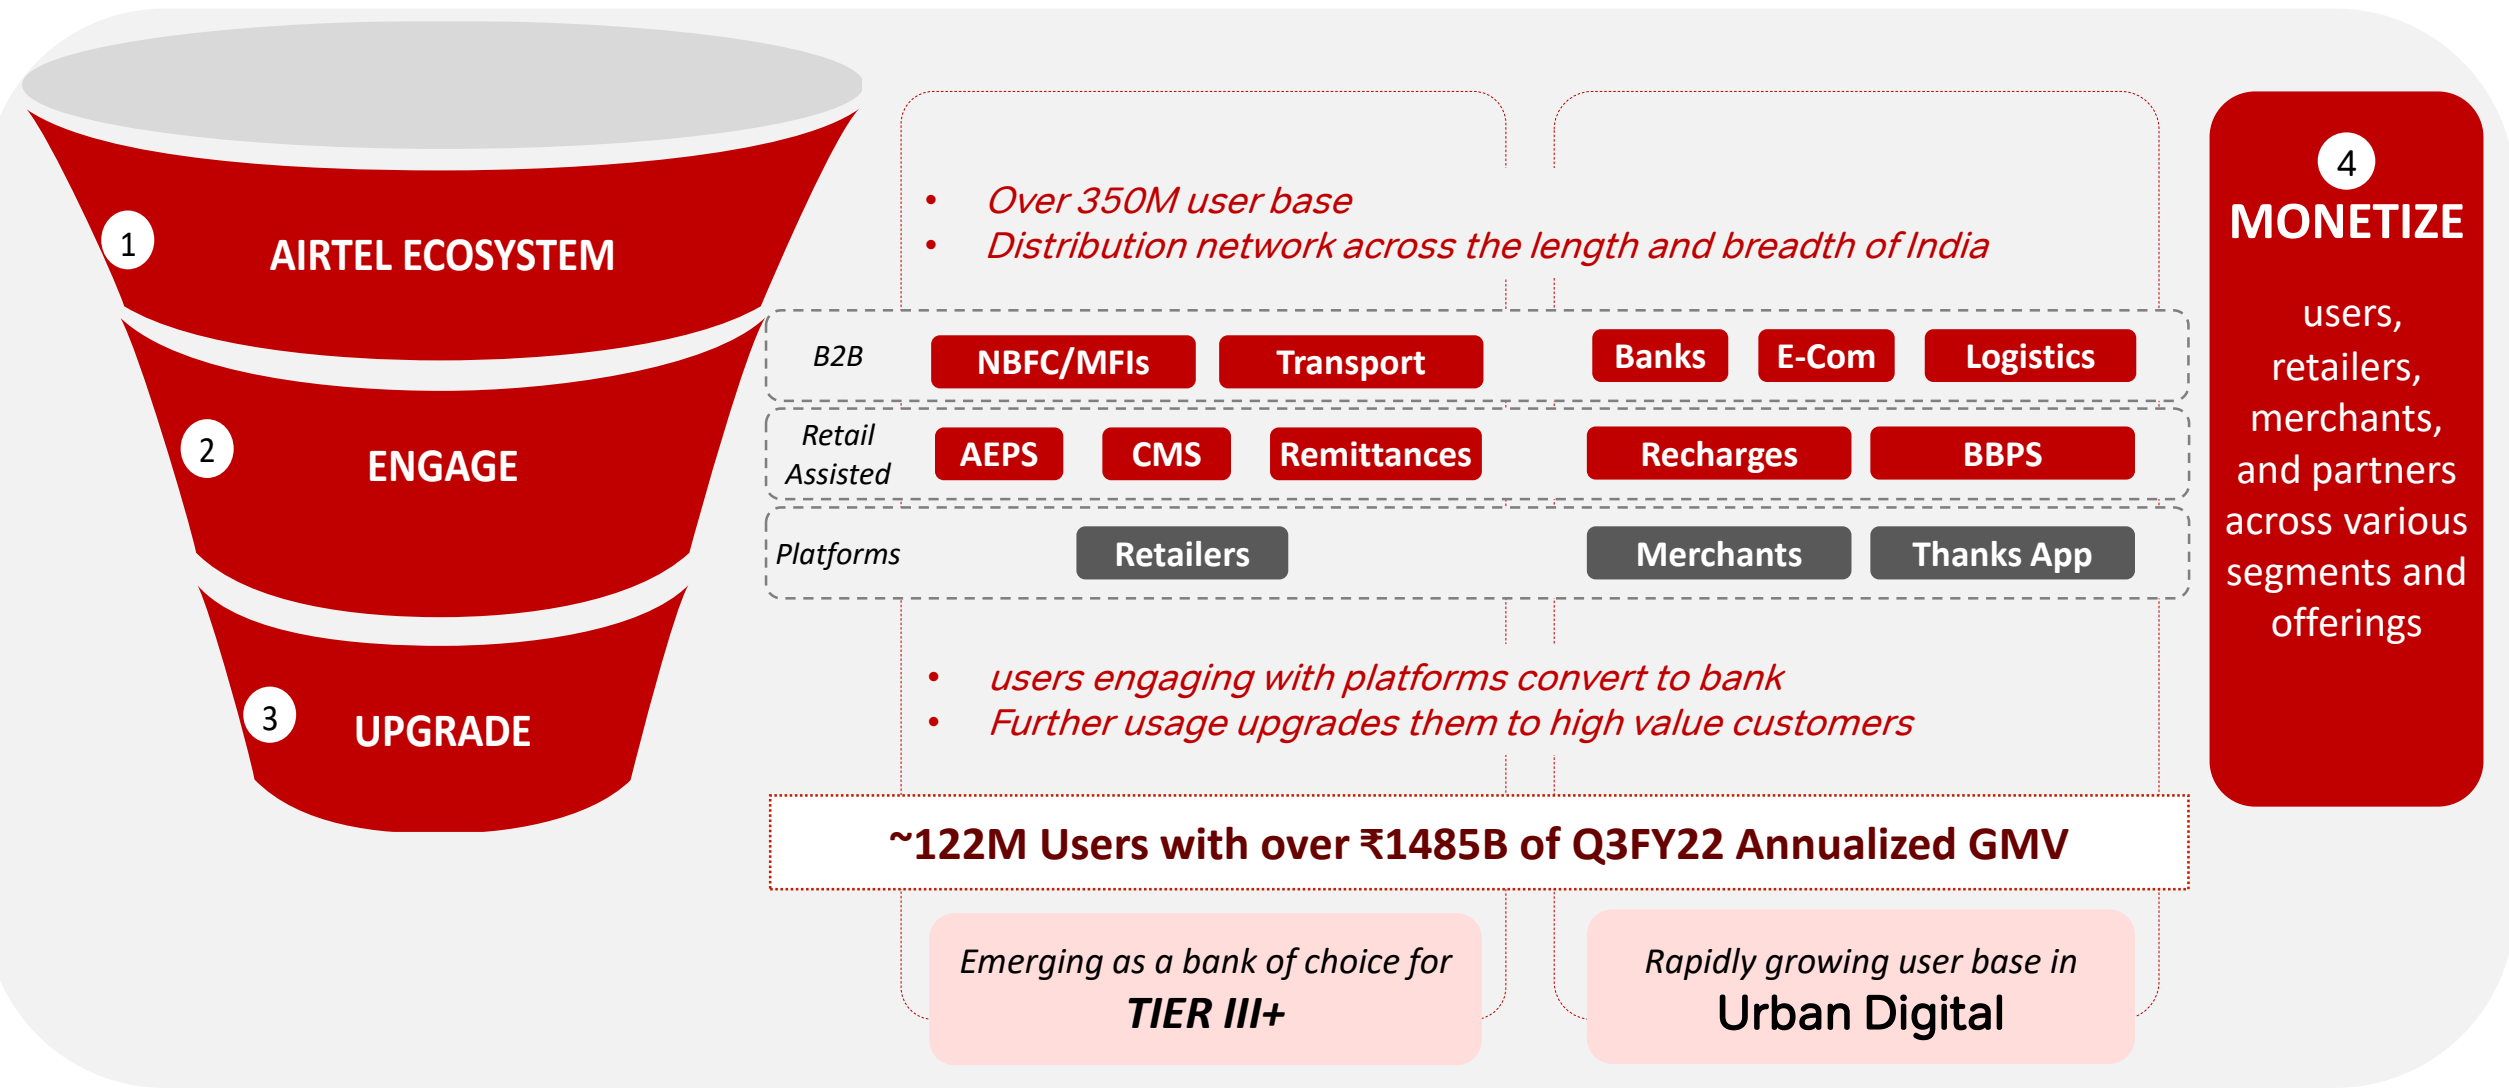 1
AIRTEL ECOSYSTEM
• Over 350M user base
• Distribution network across the length and breadth of India
2
ENGAGE
B2B
NBFC/MFIs
Transport
Banks
E-Com
Logistics
Retail
Assisted
AEPS
CMS
Remittances
Recharges
BBPS
Platforms
Retailers
Merchants
Thanks App
3
UPGRADE
• users engaging with platforms convert to bank
• Further usage upgrades them to high value customers
~122M Users with over ₹1485B of Q3FY22 Annualized GMV
Emerging as a bank of choice for
TIER III+
Rapidly growing user base in
Urban Digital
4
MONETIZE
users,
retailers,
merchants,
and partners
across various
segments and
offerings